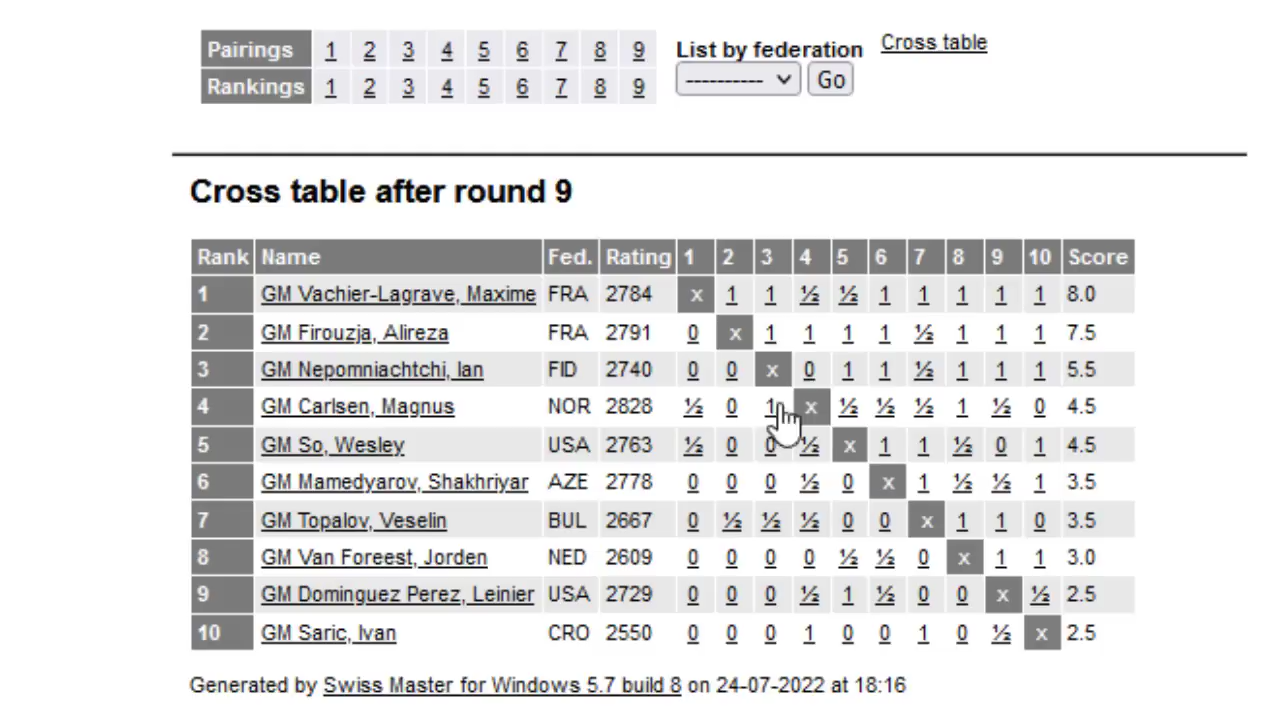 Pairings 1 2 3 4 5 6 7 8 9 List by federation Cross table
Rankings 1 2 3 4 5 6 7 8 9 ---------- Go
Cross table after round 9
Rank Name Fed. Rating 1 2 3 4 5 6 7 8 9 10 Score
1 GM Vachier-Lagrave, Maxime FRA 2784 x 1 1 ½ ½ 1 1 1 1 1 8.0
2 GM Firouzja, Alireza FRA 2791 0 x 1 1 1 1 ½ 1 1 1 7.5
3 GM Nepomniachtchi, Ian FID 2740 0 0 x 0 1 1 ½ 1 1 1 5.5
4 GM Carlsen, Magnus NOR 2828 ½ 0 1 x ½ ½ ½ 1 ½ 0 4.5
5 GM So, Wesley USA 2763 ½ 0 0 ½ x 1 1 ½ 0 1 4.5
6 GM Mamedyarov, Shakhriyar AZE 2778 0 0 0 ½ 0 x 1 ½ ½ 1 3.5
7 GM Topalov, Veselin BUL 2667 0 ½ ½ ½ 0 0 x 1 1 0 3.5
8 GM Van Foreest, Jorden NED 2609 0 0 0 0 ½ ½ 0 x 1 1 3.0
9 GM Dominguez Perez, Leinier USA 2729 0 0 0 ½ 1 ½ 0 0 x ½ 2.5
10 GM Saric, Ivan CRO 2550 0 0 0 1 0 0 1 0 ½ x 2.5
Generated by Swiss Master for Windows 5.7 build 8 on 24-07-2022 at 18:16